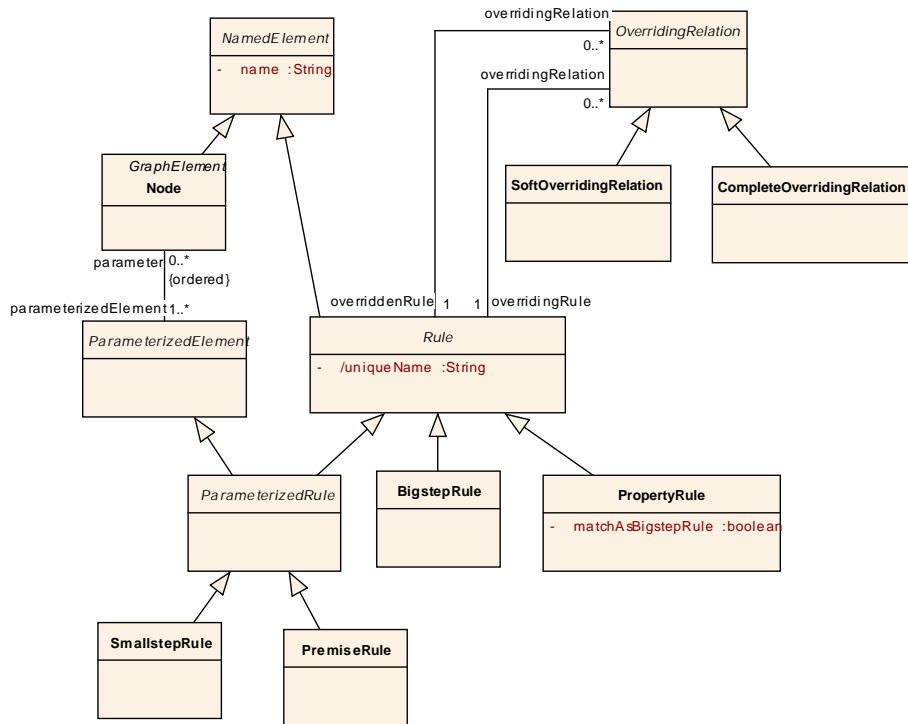 overridingRelation
NamedElement
OverridingRelation
0..*
- name :String
overridingRelation
0..*
GraphElement
Node
SoftOverridingRelation
CompleteOverridingRelation
parameter 0..*
{ordered}
overriddenRule 1 1 overridingRule
parameterizedElement 1..*
ParameterizedElement
Rule
- /uniqueName :String
ParameterizedRule
BigstepRule
PropertyRule
- matchAsBigstepRule :boolean
SmallstepRule
PremiseRule